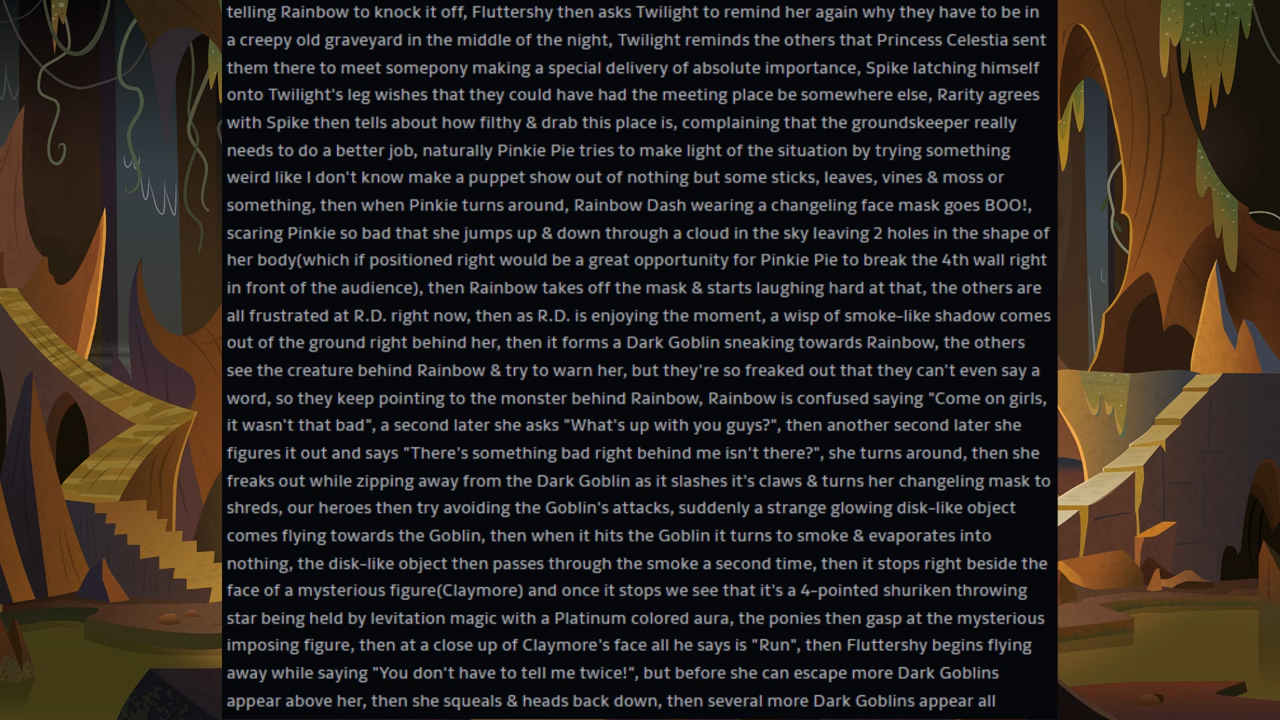 telling Rainbow to knock it off, Fluttershy then asks Twilight to remind her again why they have to be in
a creepy old graveyard in the middle of the night, Twilight reminds the others that Princess Celestia sent
them there to meet somepony making a special delivery of absolute importance, Spike latching himself
onto Twilight's leg wishes that they could have had the meeting place be somewhere else, Rarity agrees
with Spike then tells about how filthy & drab this place is, complaining that the groundskeeper really
needs to do a better job, naturally Pinkie Pie tries to make light of the situation by trying something
weird like I don't know make a puppet show out of nothing but some sticks, leaves, vines & moss or
something, then when Pinkie turns around, Rainbow Dash wearing a changeling face mask goes BOO!,
scaring Pinkie so bad that she jumps up & down through a cloud in the sky leaving 2 holes in the shape of
her body(which if positioned right would be a great opportunity for Pinkie Pie to break the 4th wall right
in front of the audience), then Rainbow takes off the mask & starts laughing hard at that, the others are
all frustrated at R.D. right now, then as R.D. is enjoying the moment, a wisp of smoke-like shadow comes
out of the ground right behind her, then it forms a Dark Goblin sneaking towards Rainbow, the others
see the creature behind Rainbow & try to warn her, but they're so freaked out that they can't even say a
word, so they keep pointing to the monster behind Rainbow, Rainbow is confused saying "Come on girls,
it wasn't that bad", a second later she asks "What's up with you guys?", then another second later she
figures it out and says "There's something bad right behind me isn't there?", she turns around, then she
freaks out while zipping away from the Dark Goblin as it slashes it's claws & turns her changeling mask to
shreds, our heroes then try avoiding the Goblin's attacks, suddenly a strange glowing disk-like object
comes flying towards the Goblin, then when it hits the Goblin it turns to smoke & evaporates into
nothing, the disk-like object then passes through the smoke a second time, then it stops right beside the
face of a mysterious figure(Claymore) and once it stops we see that it's a 4-pointed shuriken throwing
star being held by levitation magic with a Platinum colored aura, the ponies then gasp at the mysterious
imposing figure, then at a close up of Claymore's face all he says is "Run", then Fluttershy begins flying
away while saying "You don't have to tell me twice!", but before she can escape more Dark Goblins
appear above her, then she squeals & heads back down, then several more Dark Goblins appear all